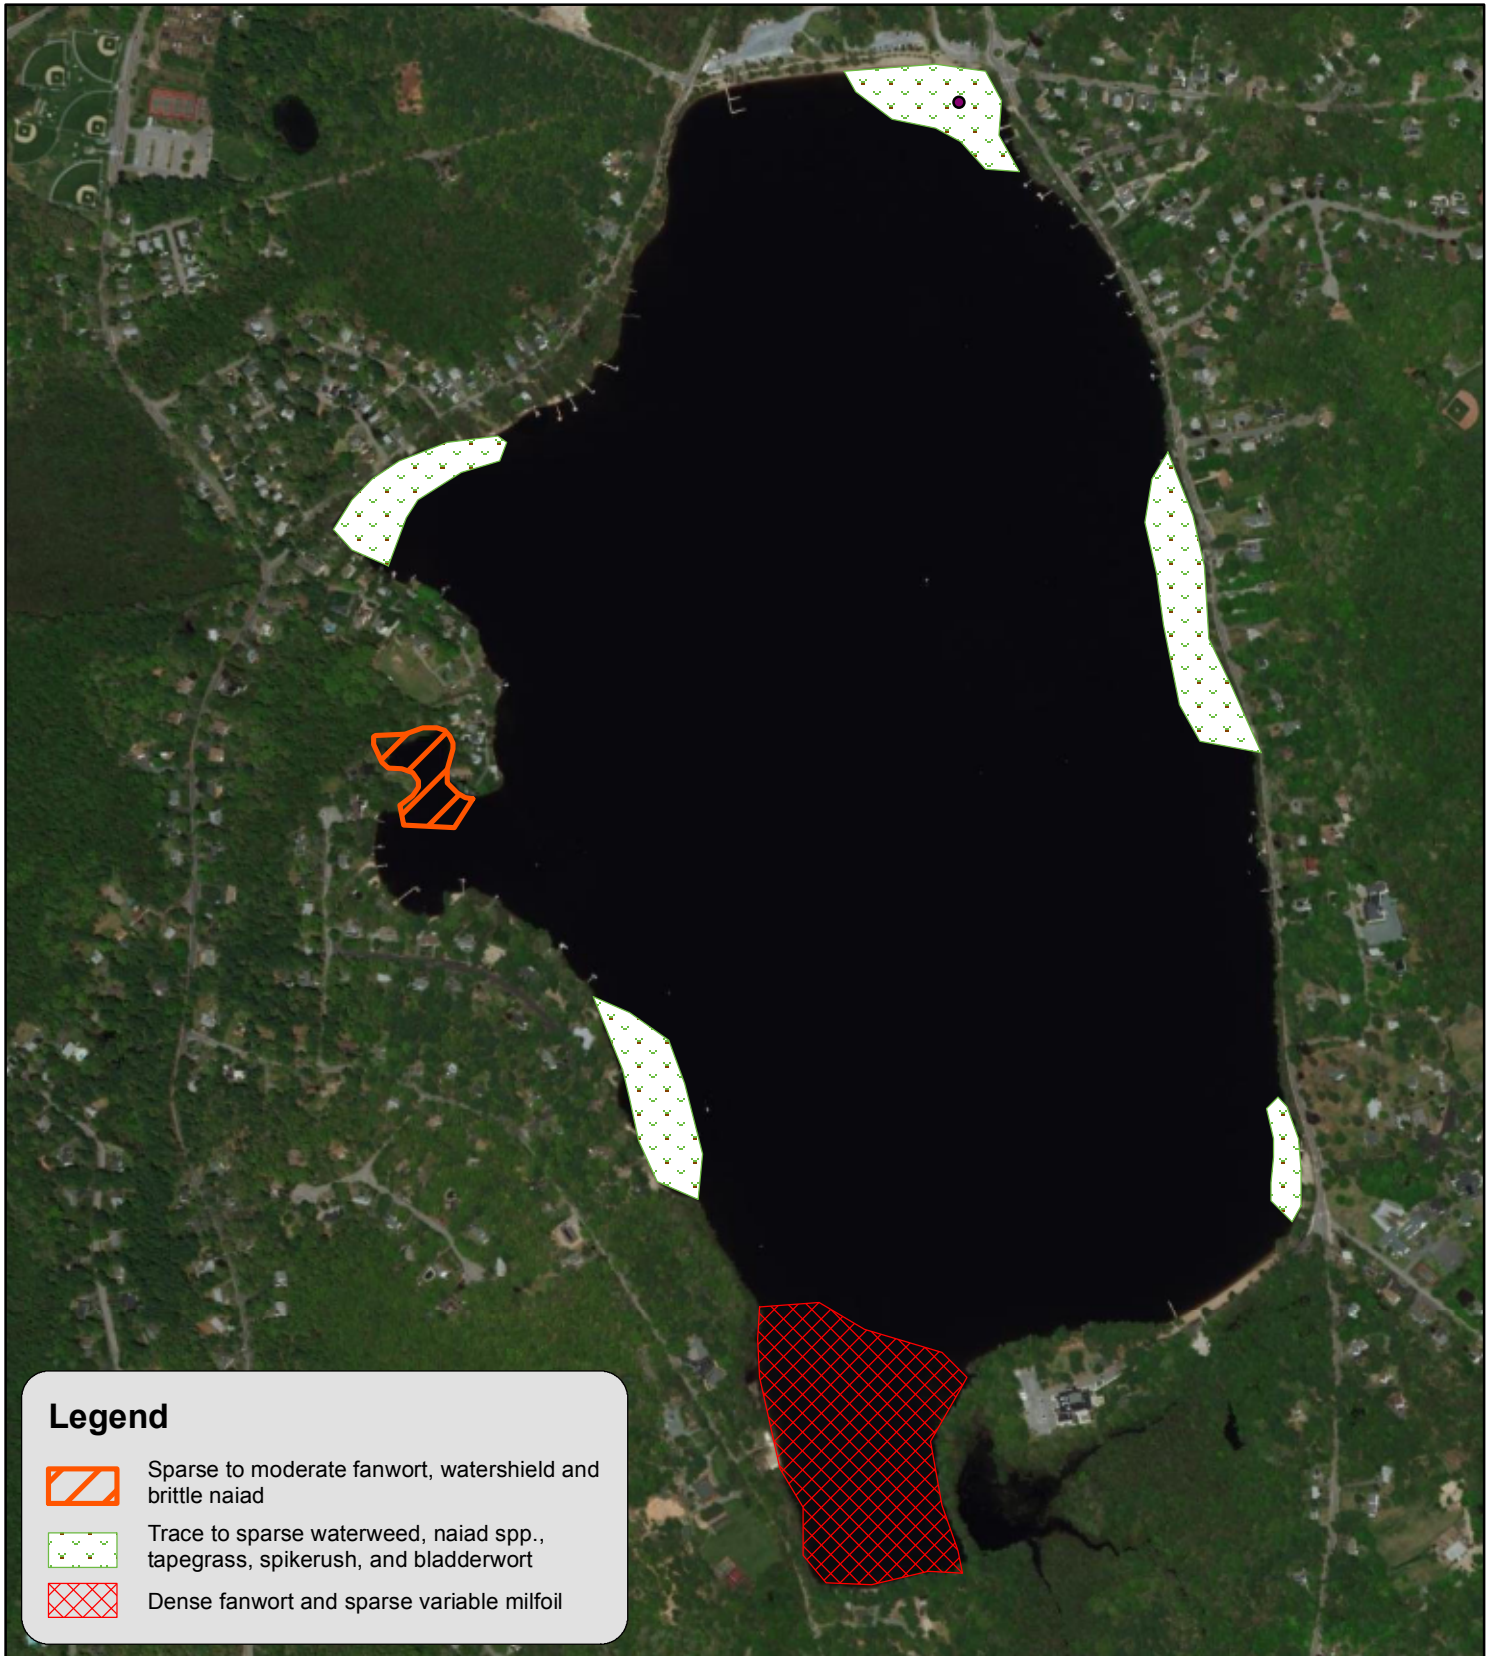 Legend
Sparse to moderate fanwort, watershield and
brittle naiad
Trace to sparse waterweed, naiad spp.,
tapegrass, spikerush, and bladderwort
Dense fanwort and sparse variable milfoil